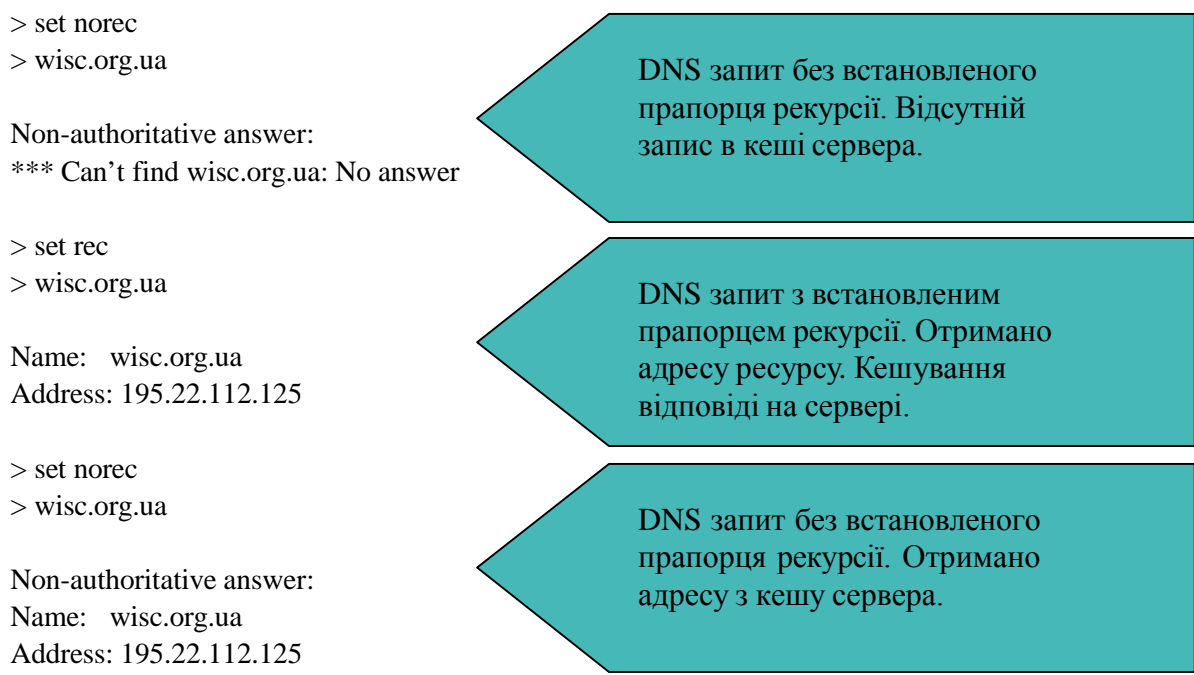 > set norec
> wisc.org.ua
Non-authoritative answer:
*** Can’t find wisc.org.ua: No answer
DNS запит без встановленого
прапорця рекурсії. Відсутній
запис в кеші сервера.
> set rec
> wisc.org.ua
Name: wisc.org.ua
Address: 195.22.112.125
DNS запит з встановленим
прапорцем рекурсії. Отримано
адресу ресурсу. Кешування
відповіді на сервері.
> set norec
> wisc.org.ua
Non-authoritative answer:
Name: wisc.org.ua
Address: 195.22.112.125
DNS запит без встановленого
прапорця рекурсії. Отримано
адресу з кешу сервера.